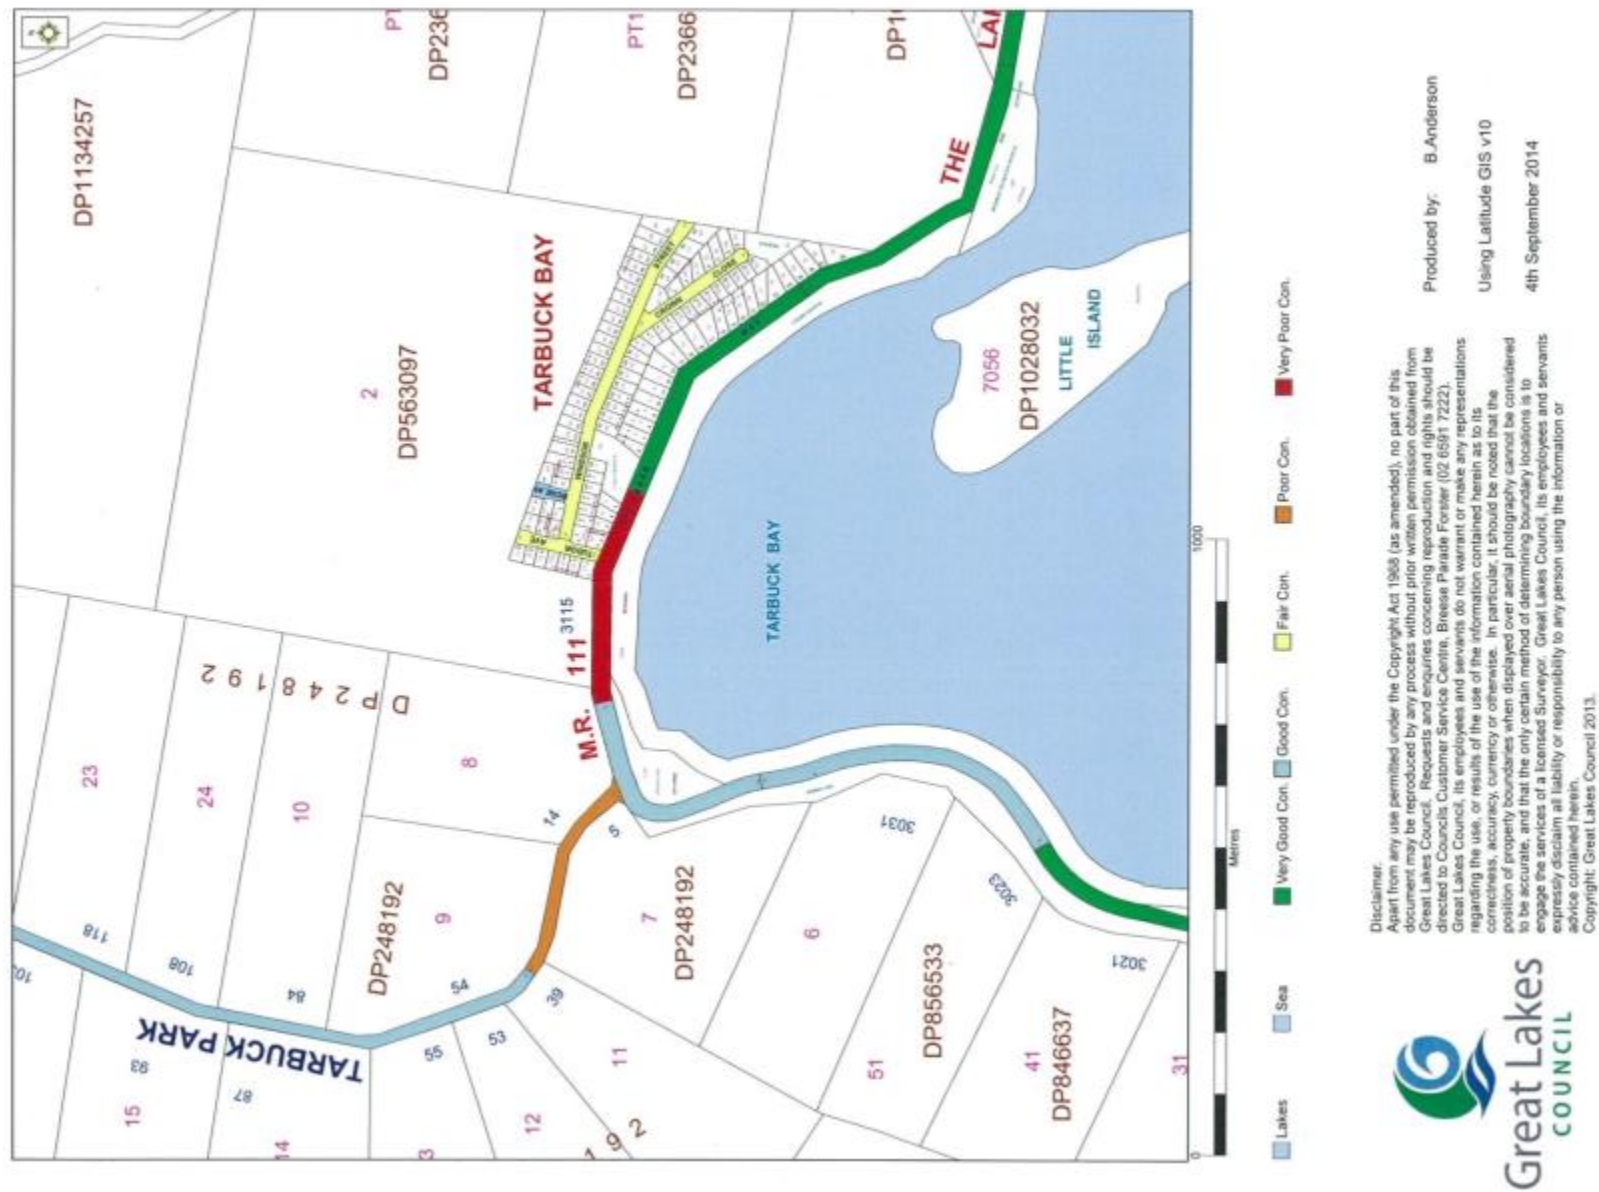 DP1134257
PT
DP236
PT1
DP2366
DP1
LA
THE
2
DP563097
TARBUCK BAY
STREET
CROWN
CLOSE
WINDSOR
TUDOR
AVE
7056
DP1028032
LITTLE
ISLAND
TARBUCK BAY
3115
M.R. 111
DP248192
23
24
10
8
14
5
9
DP248192
7
DP248192
118
108
84
54
39
53
55
TARBUCK PARK
93
87
15
14
3
12
11
1 9 2
6
3031
3023
3021
51
DP856533
41
DP846637
31
0
1000
Metres
Lakes
Sea
Very Good Con.
Good Con.
Fair Con.
Poor Con.
Very Poor Con.
Great Lakes
COUNCIL
Disclaimer.
Apart from any use permitted under the Copyright Act 1968 (as amended), no part of this
document may be reproduced by any process without prior written permission obtained from
Great Lakes Council. Requests and enquiries concerning reproduction and rights should be
directed to Councils Customer Service Centre, Breese Parade Forster (02 6591 7222).
Great Lakes Council, its employees and servants do not warrant or make any representations
regarding the use, or results of the use of the information contained herein as to its
correctness, accuracy, currency or otherwise. In particular, it should be noted that the
position of property boundaries when displayed over aerial photography cannot be considered
to be accurate, and that the only certain method of determining boundary locations is to
engage the services of a licensed Surveyor. Great Lakes Council, its employees and servants
expressly disclaim all liability or responsibility to any person using the information or
advice contained herein.
Copyright: Great Lakes Council 2013.
Produced by: B.Anderson
Using Latitude GIS v10
4th September 2014